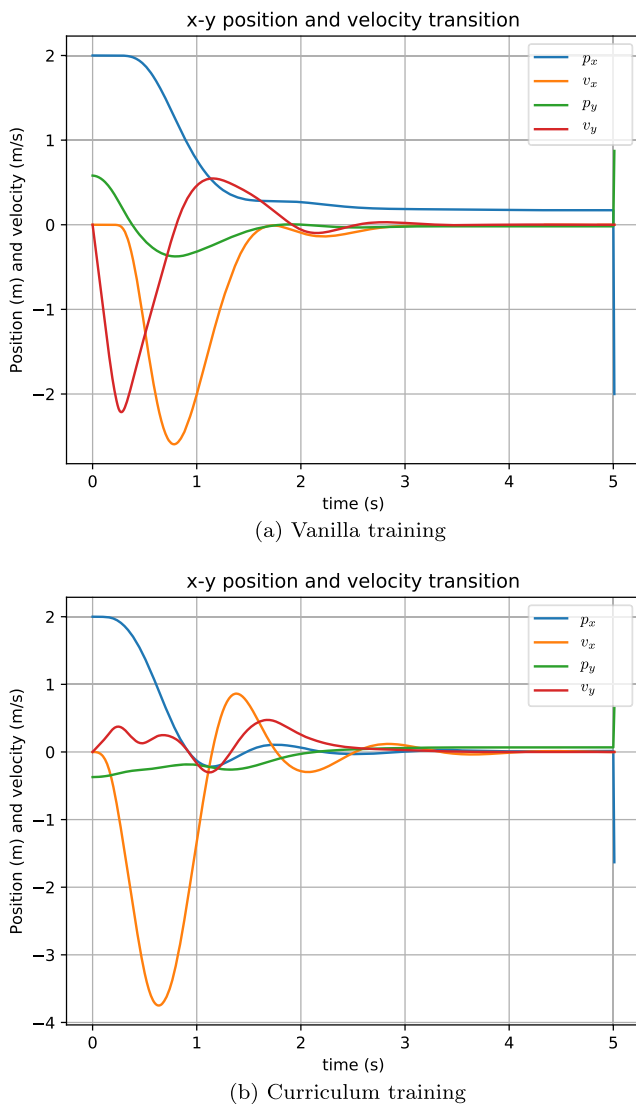 x-y position and velocity transition
Position (m) and velocity (m/s)
2
1
0
−1
−2
p_x
v_x
p_y
v_y
0 1 2 3 4 5
time (s)
(a) Vanilla training
x-y position and velocity transition
Position (m) and velocity (m/s)
2
1
0
−1
−2
−3
−4
p_x
v_x
p_y
v_y
0 1 2 3 4 5
time (s)
(b) Curriculum training